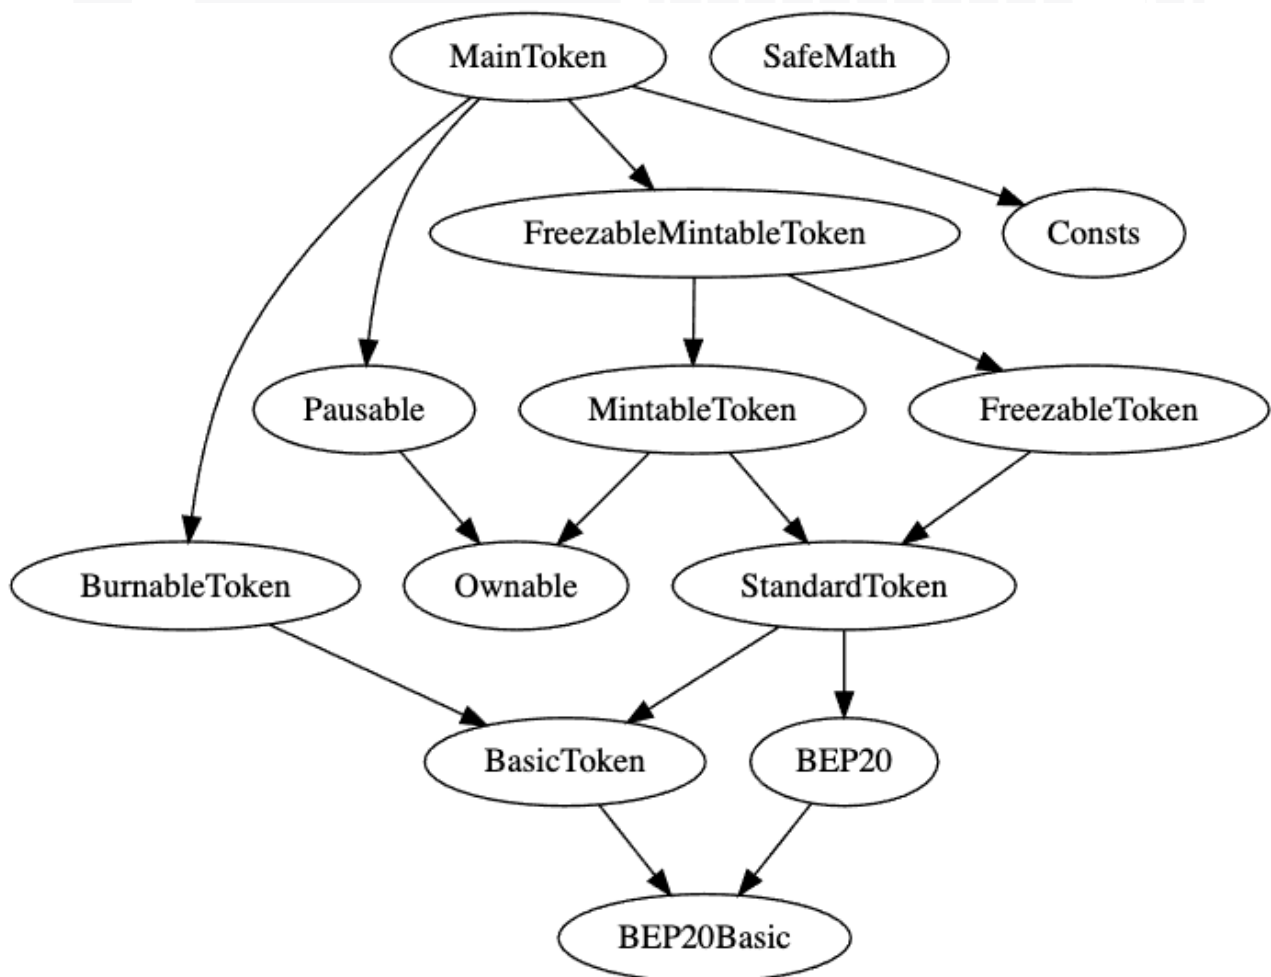 MainToken
SafeMath
FreezableMintableToken
Consts
Pausable
MintableToken
FreezableToken
BurnableToken
Ownable
StandardToken
BasicToken
BEP20
BEP20Basic